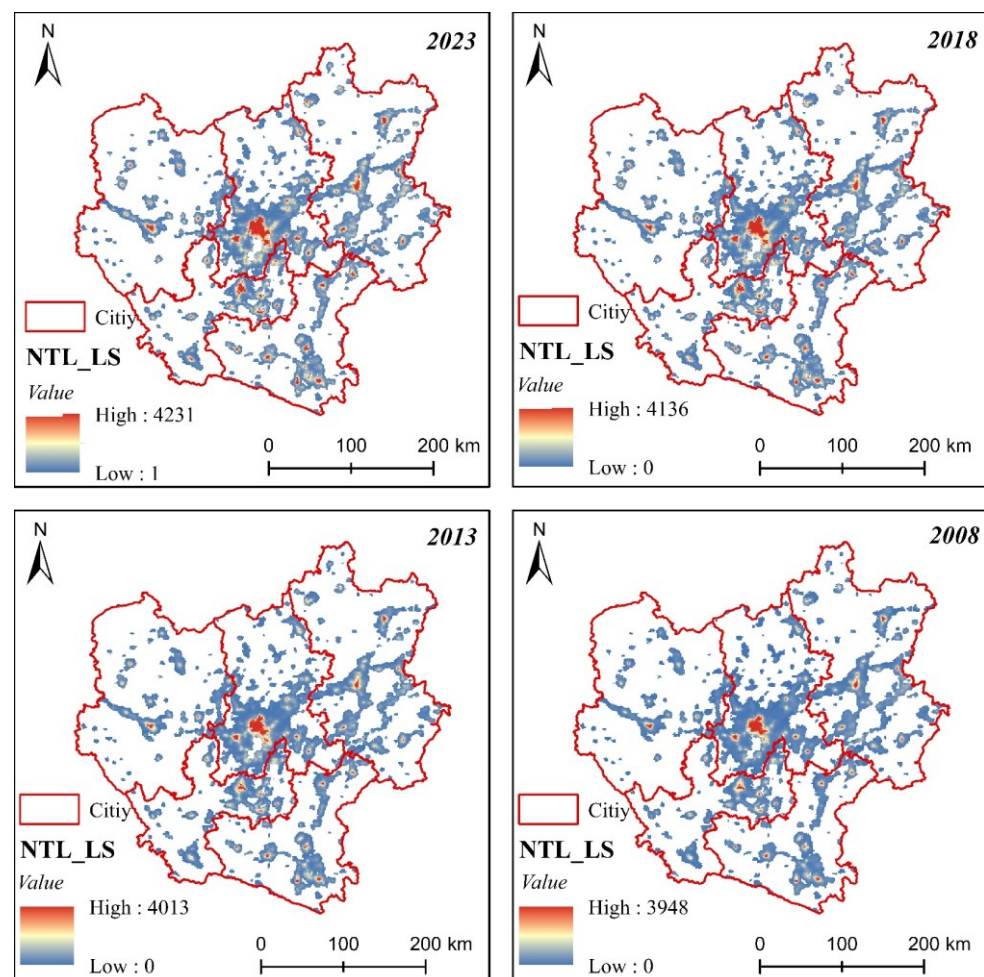 N
2023
Citiy
NTL_LS
Value
High : 4231
Low : 1
0 100 200 km
N
2018
Citiy
NTL_LS
Value
High : 4136
Low : 0
0 100 200 km
N
2013
Citiy
NTL_LS
Value
High : 4013
Low : 0
0 100 200 km
N
2008
Citiy
NTL_LS
Value
High : 3948
Low : 0
0 100 200 km